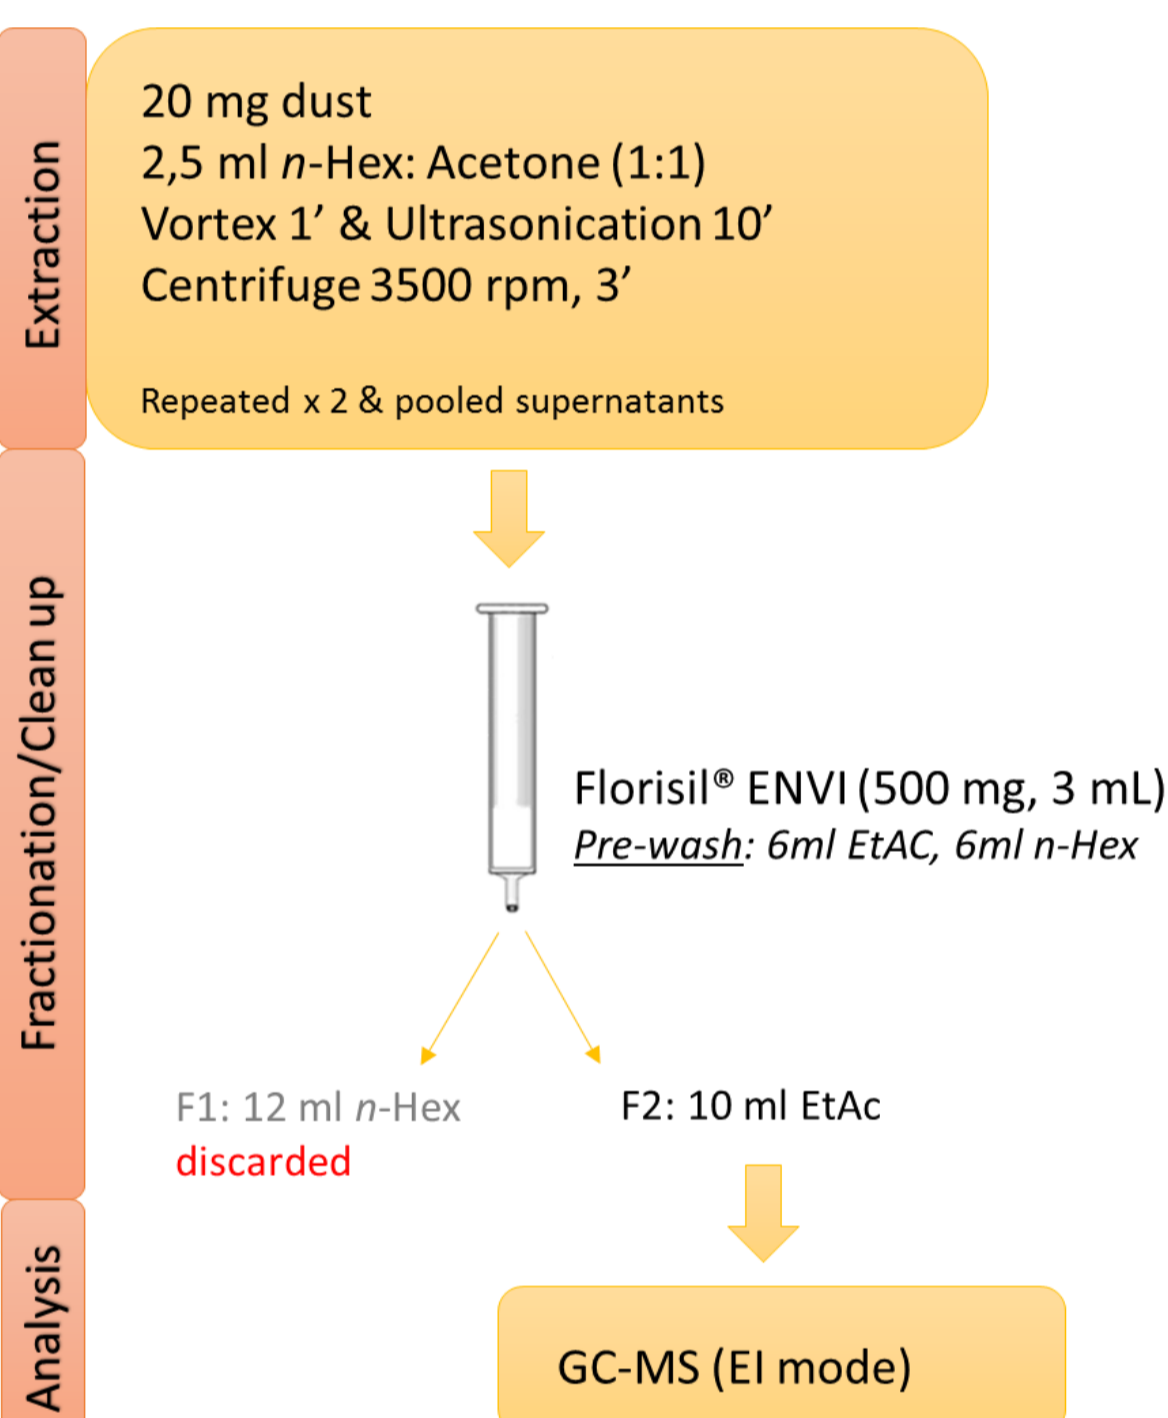 Extraction
20 mg dust
2,5 ml n-Hex: Acetone (1:1)
Vortex 1’ & Ultrasonication 10’
Centrifuge 3500 rpm, 3’
Repeated x 2 & pooled supernatants
Fractionation/Clean up
Florisil® ENVI (500 mg, 3 mL)
Pre-wash: 6ml EtAC, 6ml n-Hex
F1: 12 ml n-Hex
discarded
F2: 10 ml EtAc
Analysis
GC-MS (EI mode)